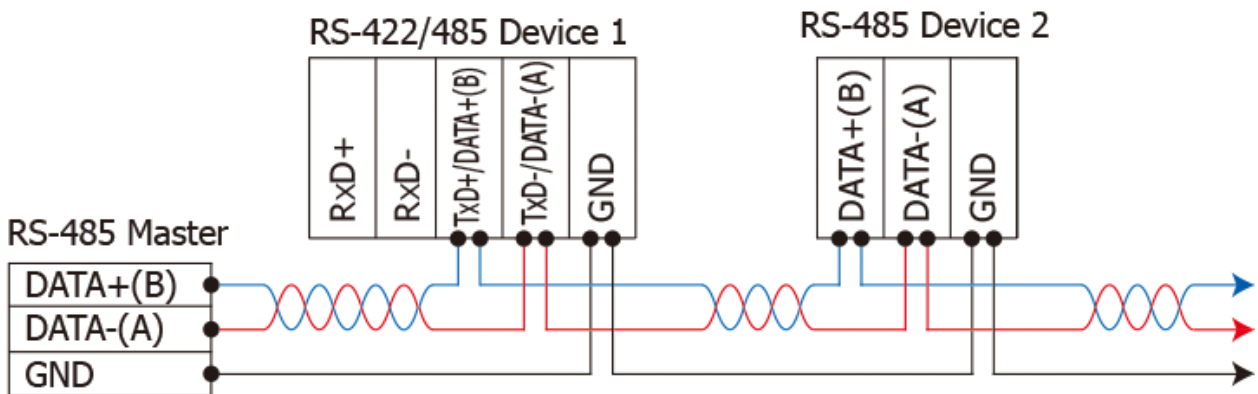 RS-422/485 Device 1
RS-485 Device 2
RxD+
RxD-
TxD+/DATA+(B)
TxD-/DATA-(A)
GND
DATA+(B)
DATA-(A)
GND
RS-485 Master
DATA+(B)
DATA-(A)
GND